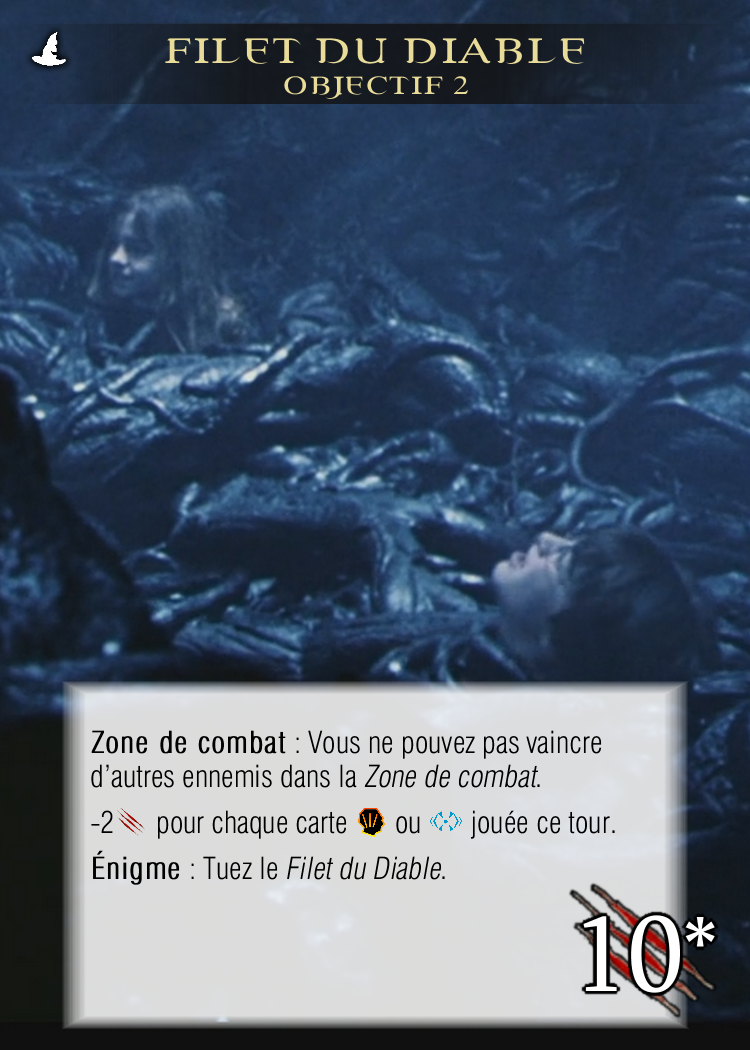 FILET DU DIABLE
OBJECTIF 2
Zone de combat : Vous ne pouvez pas vaincre
d’autres ennemis dans la Zone de combat.
-2 pour chaque carte ou jouée ce tour.
Énigme : Tuez le Filet du Diable.
10*